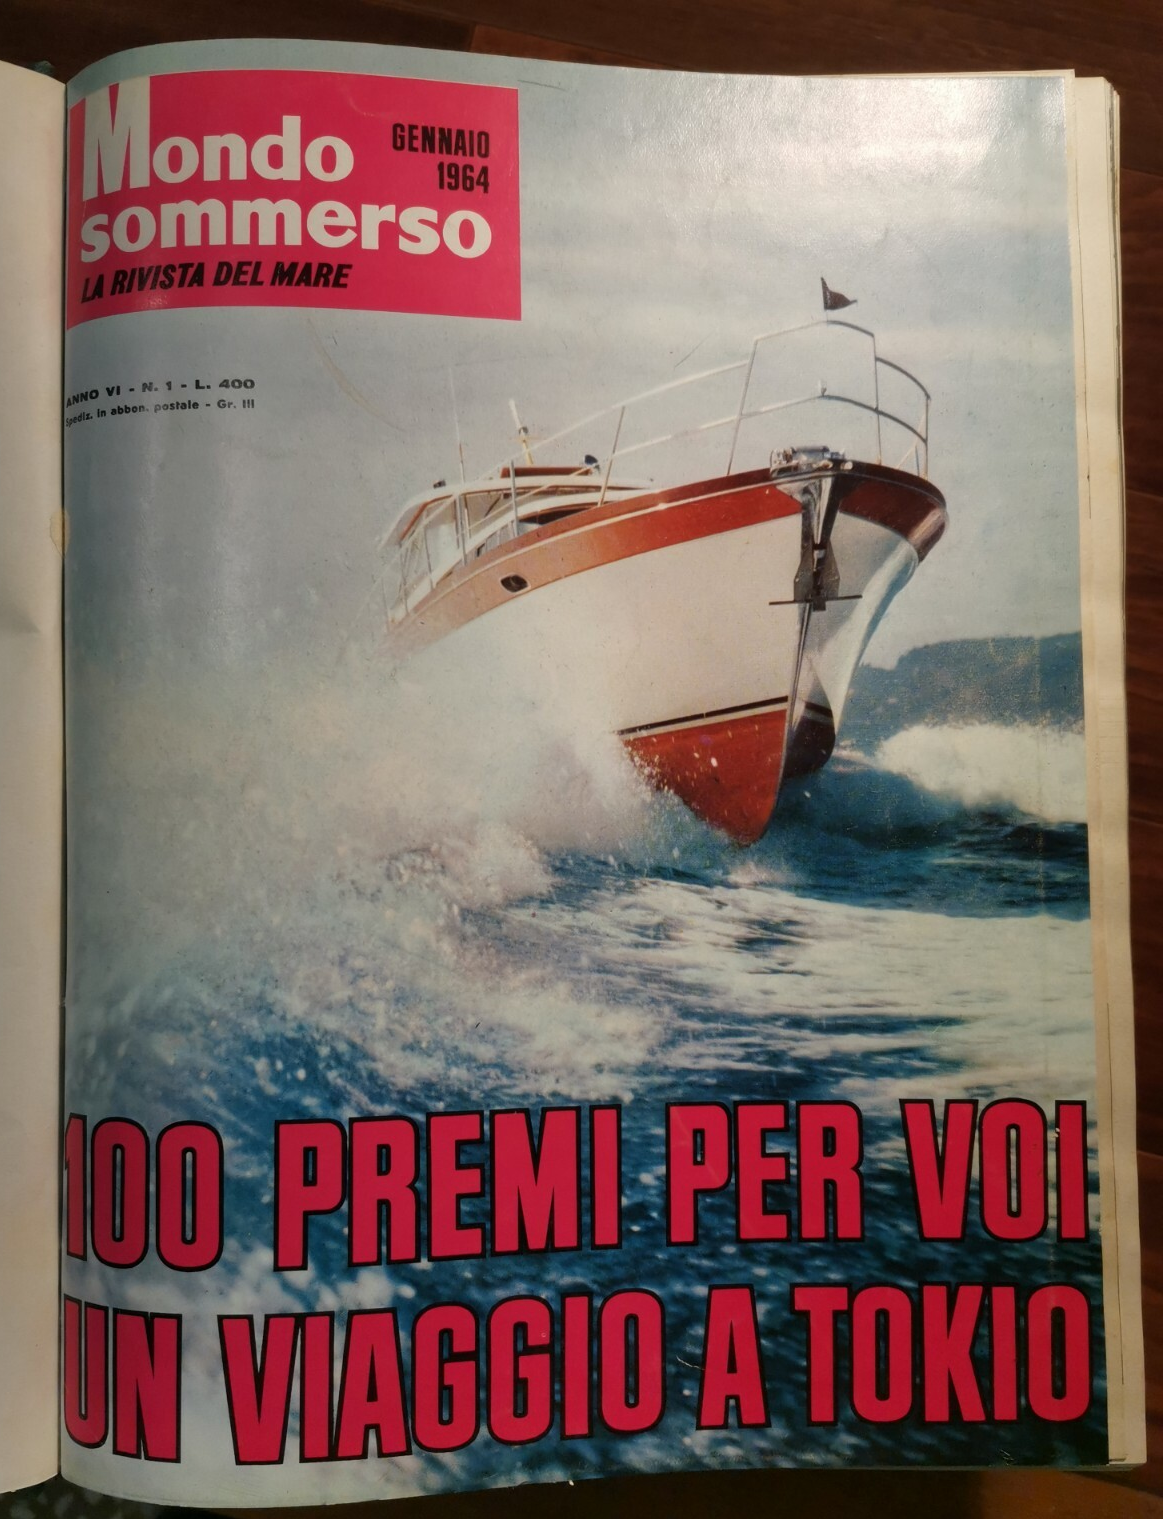 Mondo
sommerso
GENNAIO
1964
LA RIVISTA DEL MARE
ANNO VI - N. 1 - L. 400
Spediz. in abbon. postale - Gr. III
100 PREMI PER VOI
UN VIAGGIO A TOKIO